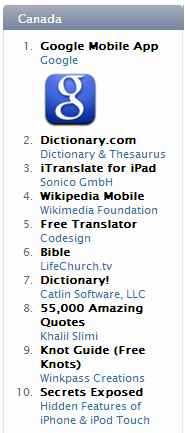 Canada
1. Google Mobile App
Google
g
2. Dictionary.com
Dictionary & Thesaurus
3. iTranslate for iPad
Sonico GmbH
4. Wikipedia Mobile
Wikimedia Foundation
5. Free Translator
Codesign
6. Bible
LifeChurch.tv
7. Dictionary!
Catlin Software, LLC
8. 55,000 Amazing
Quotes
Khalil Slimi
9. Knot Guide (Free
Knots)
Winkpass Creations
10. Secrets Exposed
Hidden Features of
iPhone & iPod Touch